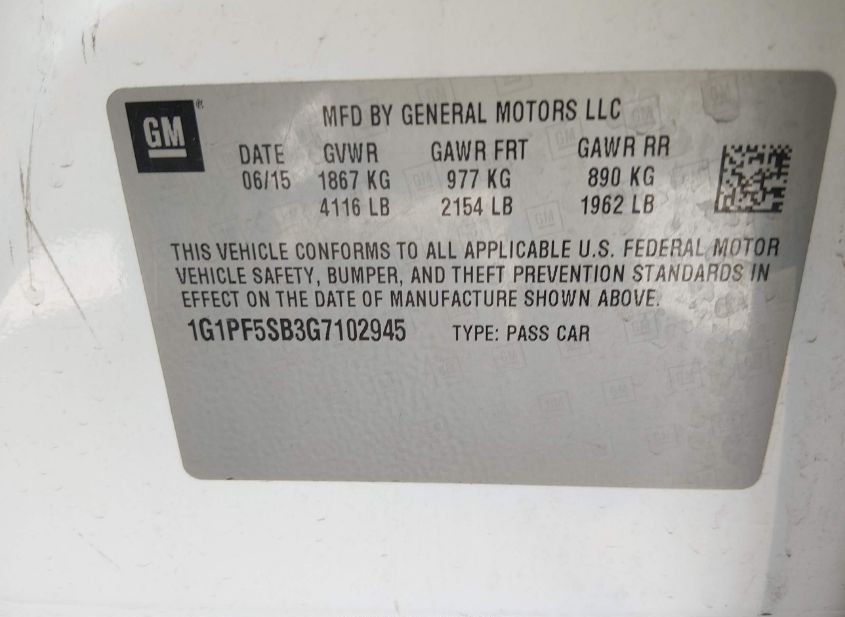 GM®
MFD BY GENERAL MOTORS LLC
DATE GVWR GAWR FRT GAWR RR
06/15 1867 KG 977 KG 890 KG
4116 LB 2154 LB 1962 LB
THIS VEHICLE CONFORMS TO ALL APPLICABLE U.S. FEDERAL MOTOR
VEHICLE SAFETY, BUMPER, AND THEFT PREVENTION STANDARDS IN
EFFECT ON THE DATE OF MANUFACTURE SHOWN ABOVE.
1G1PF5SB3G7102945 TYPE: PASS CAR